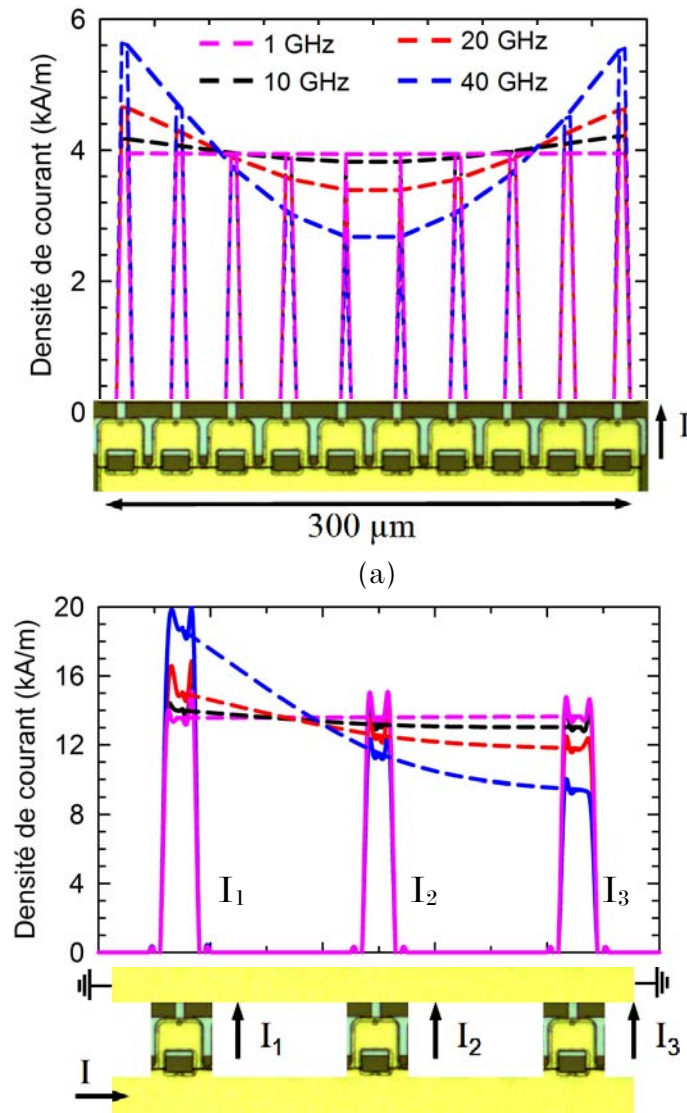 6
1 GHz 20 GHz
10 GHz 40 GHz
4
2
0
Densité de courant (kA/m)
I
300 µm
(a)
20
16
12
8
4
0
Densité de courant (kA/m)
I₁ I₂ I₃
I₁ I₂ I₃
I